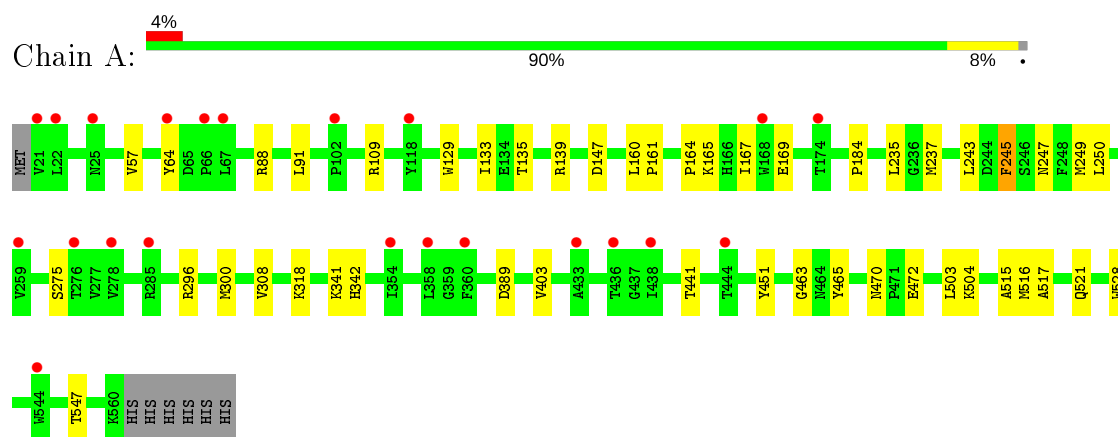 4%
Chain A:
90% 8% •
MET V21 L22 N25 V57 Y64 D65 P66 L67 R88 L91 P102 R109 Y118 W129 I133 E134 T135 R139 D147 L160 P161 P164 K165 H166 I167 W168 E169 T174 P184 L235 G236 M237 L243 D244 F245 S246 N247 F248 M249 L250
V259 S275 T276 V277 V278 R285 R296 M300 V308 K318 K341 H342 I354 L358 G359 F360 D389 V403 A433 T436 G437 I438 T441 T444 Y451 G463 N464 Y465 N470 P471 E472 L503 K504 A515 M516 A517 Q521
W544 T547 K560 HIS HIS HIS HIS HIS HIS